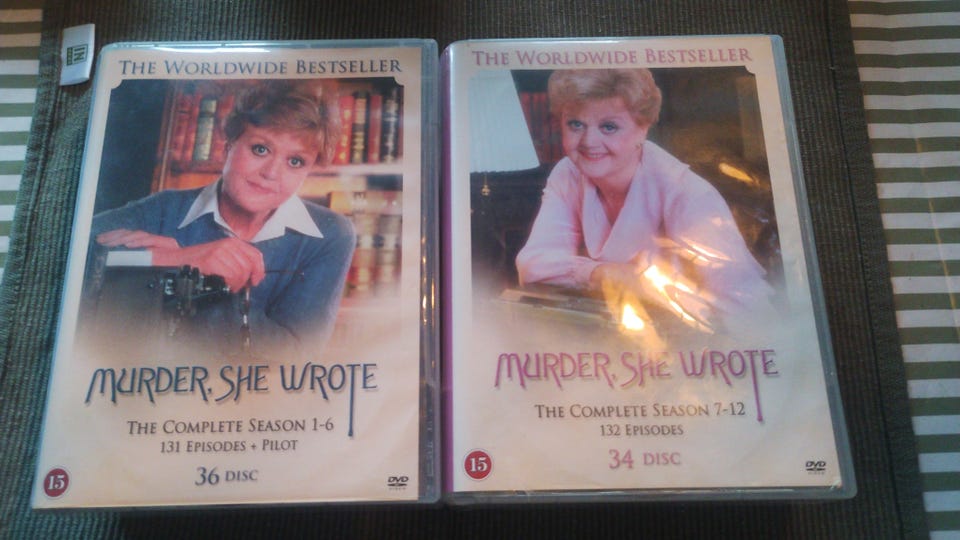 THE WORLDWIDE BESTSELLER
MURDER, SHE WROTE
THE COMPLETE SEASON 1-6
131 EPISODES + PILOT
36 DISC
15
DVD
THE WORLDWIDE BESTSELLER
MURDER, SHE WROTE
THE COMPLETE SEASON 7-12
132 EPISODES
34 DISC
15
DVD